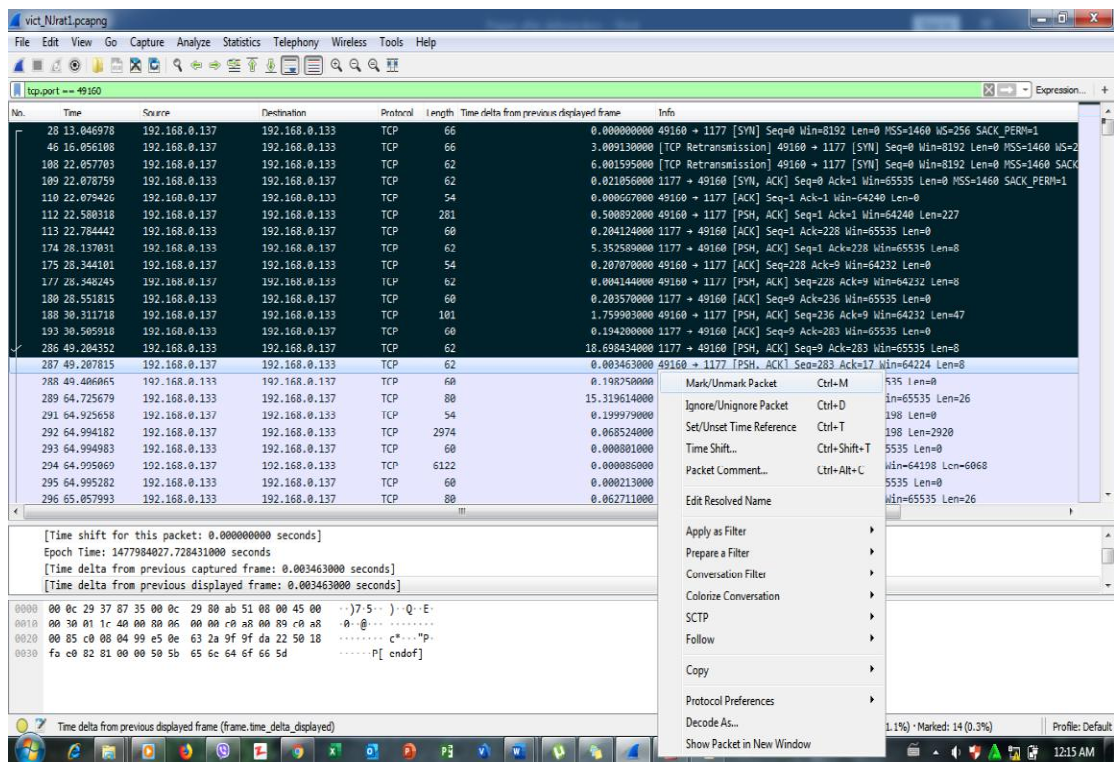 vict_NJrat1.pcapng
File Edit View Go Capture Analyze Statistics Telephony Wireless Tools Help
tcp.port == 49160 Expression... +
No. Time Source Destination Protocol Length Time delta from previous displayed frame Info
28 13.046978 192.168.0.137 192.168.0.133 TCP 66 0.000000000 49160 → 1177 [SYN] Seq=0 Win=8192 Len=0 MSS=1460 WS=256 SACK_PERM=1
46 16.056108 192.168.0.137 192.168.0.133 TCP 66 3.009130000 [TCP Retransmission] 49160 → 1177 [SYN] Seq=0 Win=8192 Len=0 MSS=1460 WS=2
108 22.057703 192.168.0.137 192.168.0.133 TCP 62 6.001595000 [TCP Retransmission] 49160 → 1177 [SYN] Seq=0 Win=8192 Len=0 MSS=1460 SACK
109 22.078759 192.168.0.133 192.168.0.137 TCP 62 0.021056000 1177 → 49160 [SYN, ACK] Seq=0 Ack=1 Win=65535 Len=0 MSS=1460 SACK_PERM=1
110 22.079426 192.168.0.137 192.168.0.133 TCP 54 0.000667000 49160 → 1177 [ACK] Seq=1 Ack=1 Win=64240 Len=0
112 22.580318 192.168.0.137 192.168.0.133 TCP 281 0.500892000 49160 → 1177 [PSH, ACK] Seq=1 Ack=1 Win=64240 Len=227
113 22.784442 192.168.0.133 192.168.0.137 TCP 60 0.204124000 1177 → 49160 [ACK] Seq=1 Ack=228 Win=65535 Len=0
174 28.137031 192.168.0.133 192.168.0.137 TCP 62 5.352589000 1177 → 49160 [PSH, ACK] Seq=1 Ack=228 Win=65535 Len=8
175 28.344101 192.168.0.137 192.168.0.133 TCP 54 0.207070000 49160 → 1177 [ACK] Seq=228 Ack=9 Win=64232 Len=0
177 28.348245 192.168.0.137 192.168.0.133 TCP 62 0.004144000 49160 → 1177 [PSH, ACK] Seq=228 Ack=9 Win=64232 Len=8
180 28.551815 192.168.0.133 192.168.0.137 TCP 60 0.203570000 1177 → 49160 [ACK] Seq=9 Ack=236 Win=65535 Len=0
188 30.311718 192.168.0.137 192.168.0.133 TCP 101 1.759903000 49160 → 1177 [PSH, ACK] Seq=236 Ack=9 Win=64232 Len=47
193 30.505918 192.168.0.133 192.168.0.137 TCP 60 0.194200000 1177 → 49160 [ACK] Seq=9 Ack=283 Win=65535 Len=0
286 49.204352 192.168.0.133 192.168.0.137 TCP 62 18.698434000 1177 → 49160 [PSH, ACK] Seq=9 Ack=283 Win=65535 Len=8
287 49.207815 192.168.0.137 192.168.0.133 TCP 62 0.003463000 49160 → 1177 [PSH, ACK] Seq=283 Ack=17 Win=64224 Len=8
288 49.406065 192.168.0.133 192.168.0.137 TCP 60 0.198250000 535 Len=0
289 64.725679 192.168.0.133 192.168.0.137 TCP 80 15.319614000 in=65535 Len=26
291 64.925658 192.168.0.137 192.168.0.133 TCP 54 0.199979000 198 Len=0
292 64.994182 192.168.0.137 192.168.0.133 TCP 2974 0.068524000 198 Len=2920
293 64.994983 192.168.0.133 192.168.0.137 TCP 60 0.000801000 5535 Len=0
294 64.995069 192.168.0.137 192.168.0.133 TCP 6122 0.000086000 Win=64198 Len=6068
295 64.995282 192.168.0.133 192.168.0.137 TCP 60 0.000213000 5535 Len=0
296 65.057993 192.168.0.133 192.168.0.137 TCP 80 0.062711000 Win=65535 Len=26
Mark/Unmark Packet Ctrl+M
Ignore/Unignore Packet Ctrl+D
Set/Unset Time Reference Ctrl+T
Time Shift... Ctrl+Shift+T
Packet Comment... Ctrl+Alt+C
Edit Resolved Name
Apply as Filter
Prepare a Filter
Conversation Filter
Colorize Conversation
SCTP
Follow
Copy
Protocol Preferences
Decode As...
Show Packet in New Window
[Time shift for this packet: 0.000000000 seconds]
Epoch Time: 1477984027.728431000 seconds
[Time delta from previous captured frame: 0.003463000 seconds]
[Time delta from previous displayed frame: 0.003463000 seconds]
0000 00 0c 29 37 87 35 00 0c 29 80 ab 51 08 00 45 00 ··)7·5·· )··Q··E·
0010 00 30 01 1c 40 00 80 06 00 00 c0 a8 00 89 c0 a8 ·0··@··· ········
0020 00 85 c0 08 04 99 e5 0e 63 2a 9f 9f da 22 50 18 ········ c*···"P·
0030 fa e0 82 81 00 00 50 5b 65 6e 64 6f 66 5d ······P[ endof]
Time delta from previous displayed frame (frame.time_delta_displayed) 1.1%) · Marked: 14 (0.3%) Profile: Default
12:15 AM